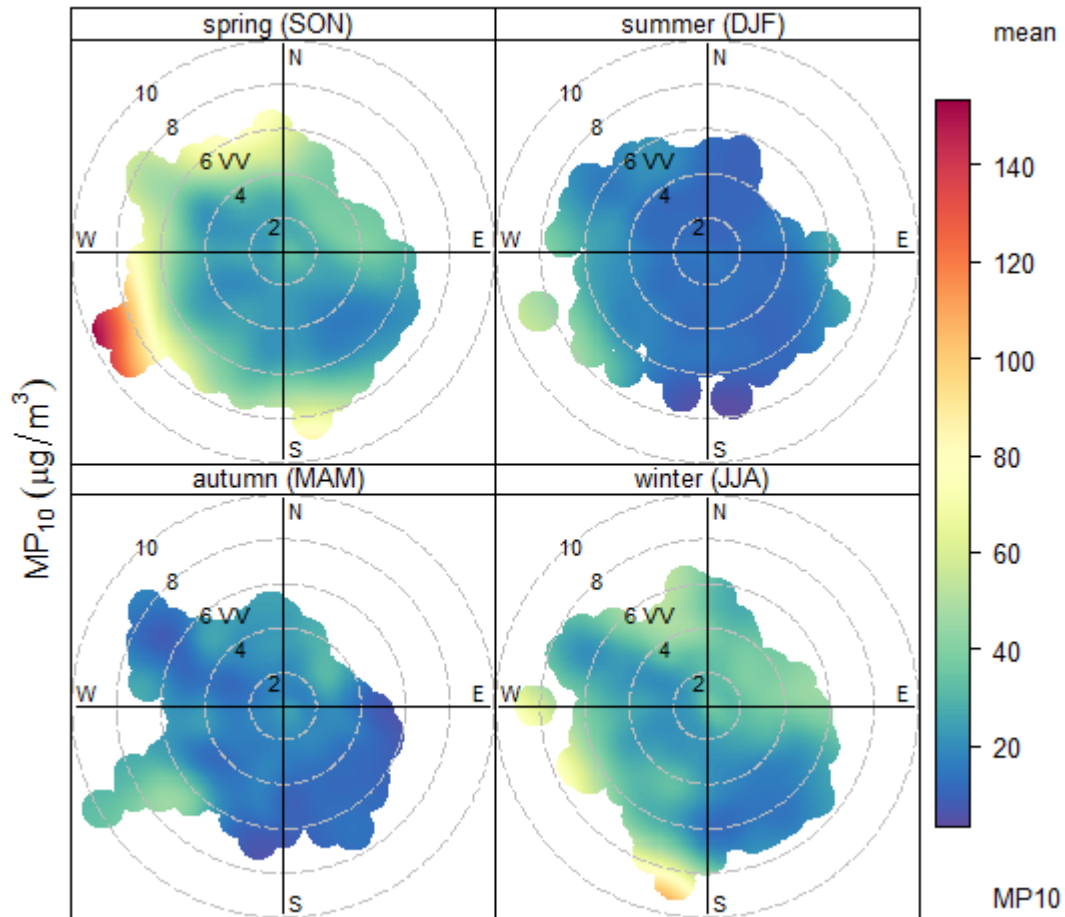 spring (SON)
summer (DJF)
mean
N
10
8
6 VV
4
2
W
E
S
N
10
8
6 VV
4
2
W
E
S
140
120
100
80
60
40
20
MP₁₀ (µg/m³)
autumn (MAM)
winter (JJA)
N
10
8
6 VV
4
2
W
E
S
N
10
8
6 VV
4
2
W
E
S
MP10